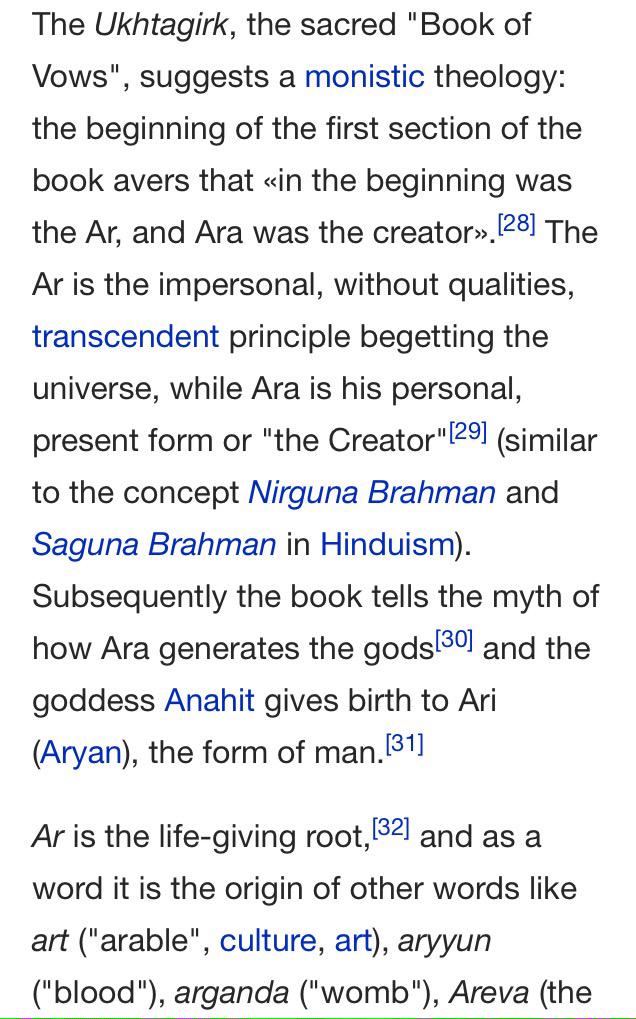 The Ukhtagirk, the sacred "Book of
Vows", suggests a monistic theology:
the beginning of the first section of the
book avers that «in the beginning was
the Ar, and Ara was the creator».[28] The
Ar is the impersonal, without qualities,
transcendent principle begetting the
universe, while Ara is his personal,
present form or "the Creator"[29] (similar
to the concept Nirguna Brahman and
Saguna Brahman in Hinduism).
Subsequently the book tells the myth of
how Ara generates the gods[30] and the
goddess Anahit gives birth to Ari
(Aryan), the form of man.[31]
Ar is the life-giving root,[32] and as a
word it is the origin of other words like
art ("arable", culture, art), aryyun
("blood"), arganda ("womb"), Areva (the